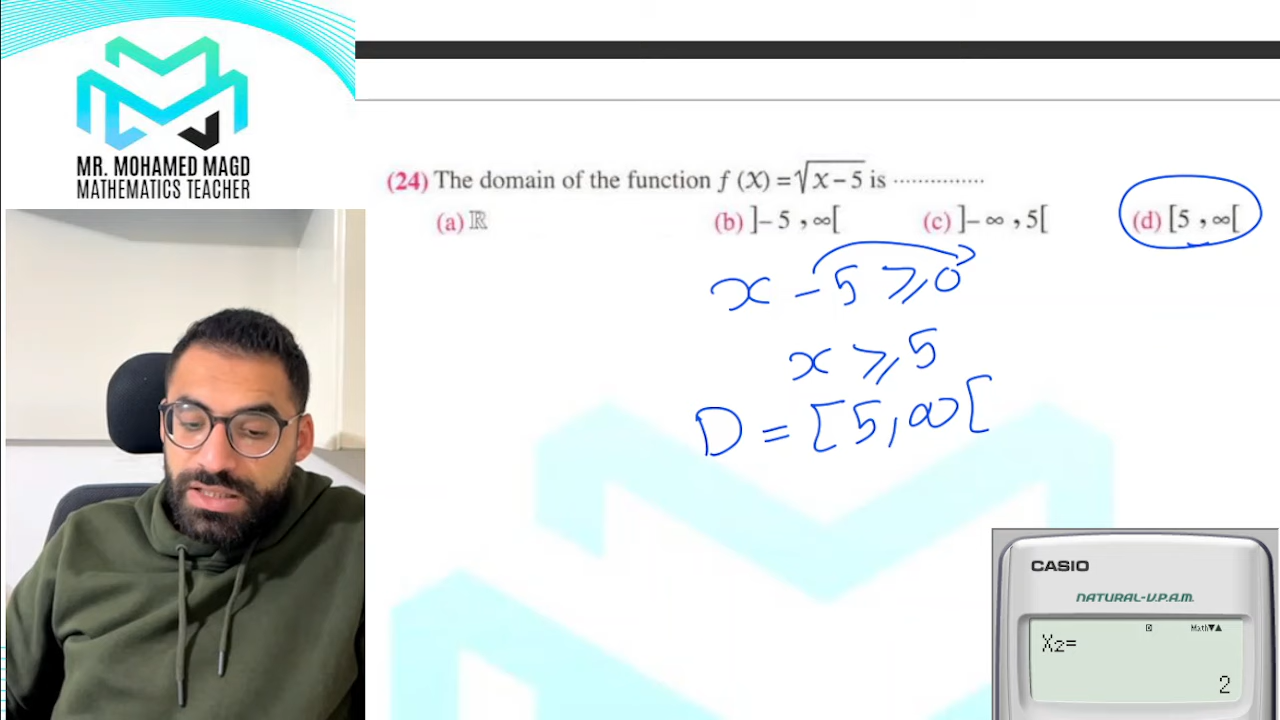 MR. MOHAMED MAGD
MATHEMATICS TEACHER
(24) The domain of the function f (X) = √x − 5 is ...............
(a) ℝ (b) ]− 5 , ∞[ (c) ]− ∞ , 5[ (d) [5 , ∞[
x − 5 ⩾ 0
x ⩾ 5
D = [5, ∞[
CASIO
NATURAL-V.P.A.M.
Math▼▲
X₂=
2